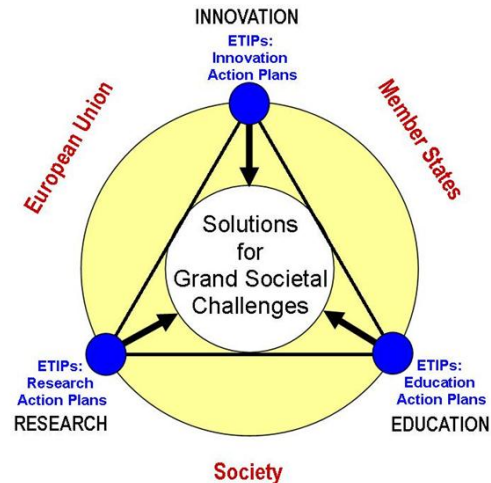 INNOVATION
ETIPs:
Innovation
Action Plans
European Union
Member States
Solutions
for
Grand Societal
Challenges
ETIPs:
Research
Action Plans
RESEARCH
ETIPs:
Education
Action Plans
EDUCATION
Society